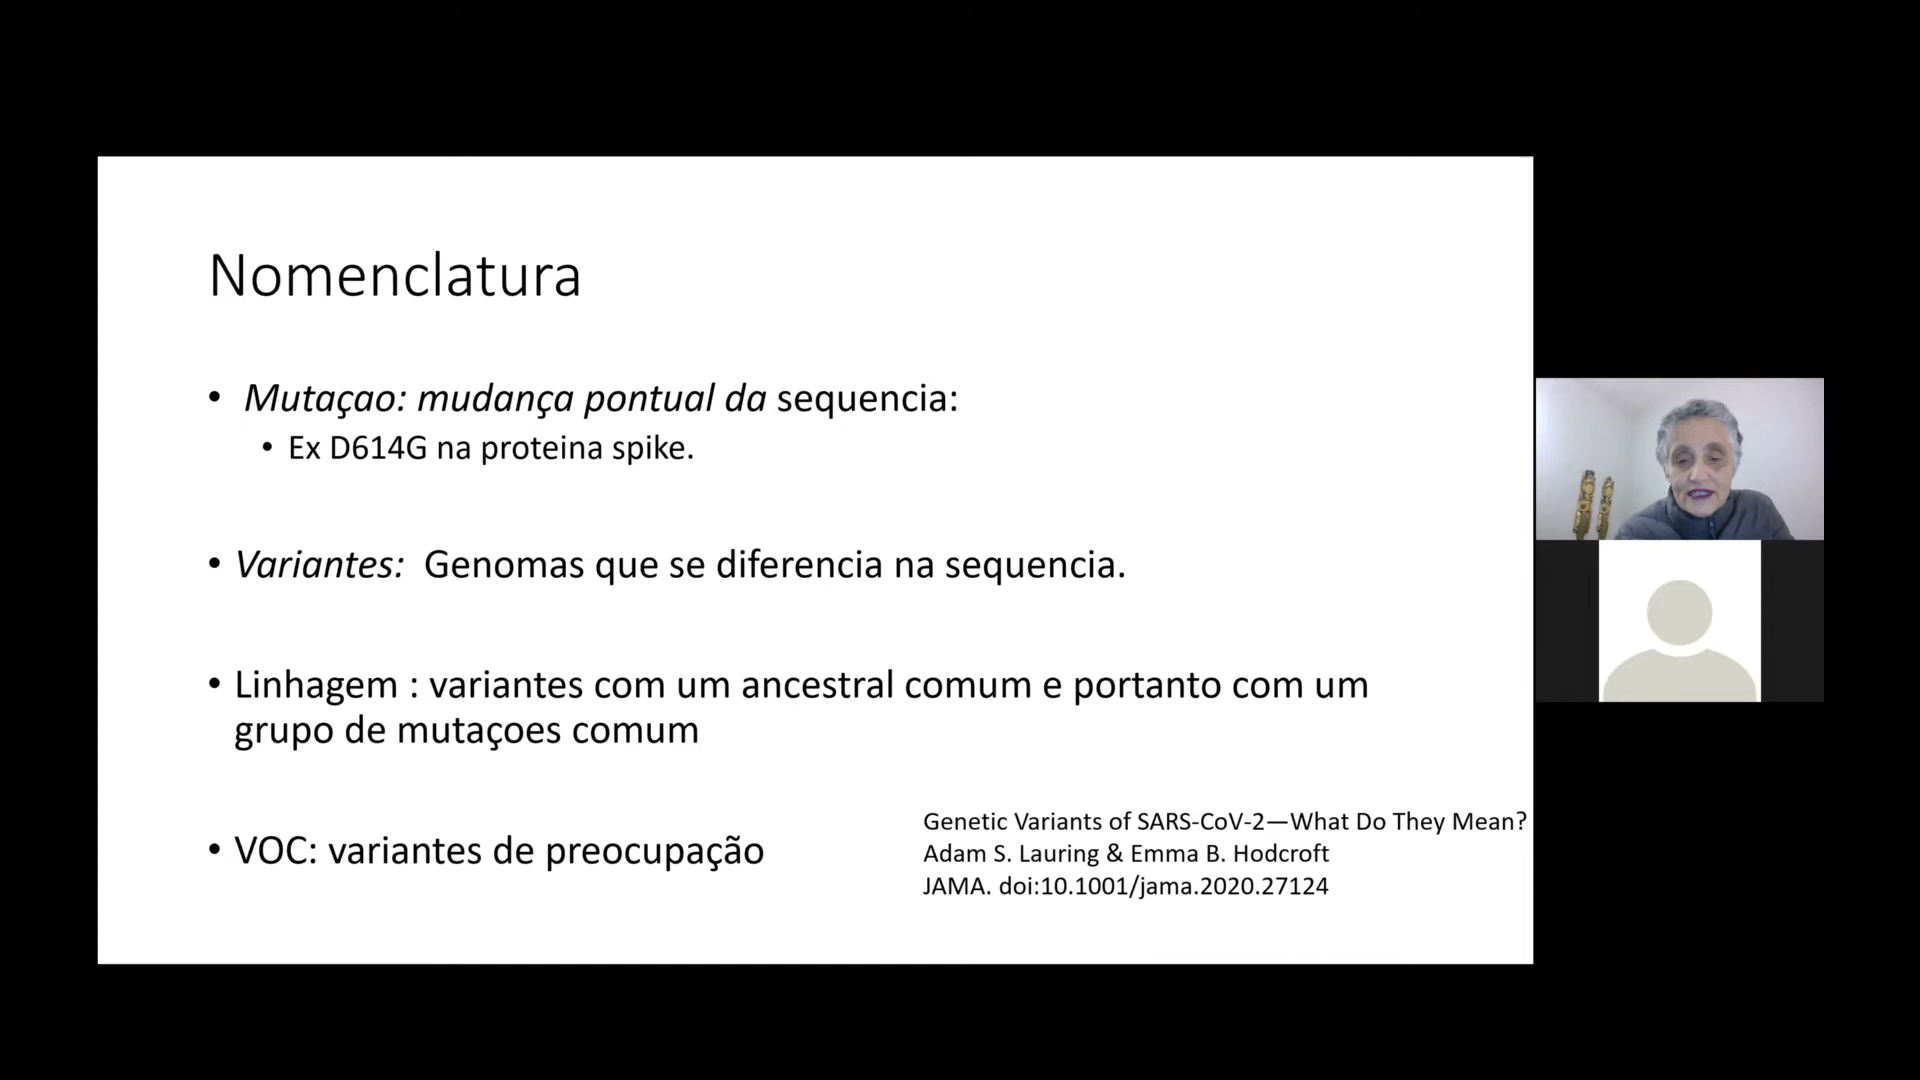 Nomenclatura
• Mutaçao: mudança pontual da sequencia:
• Ex D614G na proteina spike.
• Variantes: Genomas que se diferencia na sequencia.
• Linhagem : variantes com um ancestral comum e portanto com um
grupo de mutaçoes comum
• VOC: variantes de preocupação
Genetic Variants of SARS-CoV-2—What Do They Mean?
Adam S. Lauring & Emma B. Hodcroft
JAMA. doi:10.1001/jama.2020.27124